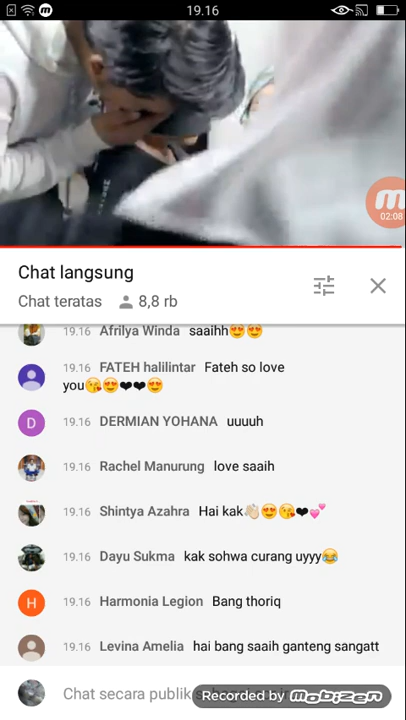 19.16
02:08
Chat langsung
Chat teratas 8,8 rb
19.16 Afrilya Winda saaihh😍😍
19.16 FATEH halilintar Fateh so love
you😘😍❤❤😍
D 19.16 DERMIAN YOHANA uuuuh
19.16 Rachel Manurung love saaih
19.16 Shintya Azahra Hai kak👋🏻😍😘❤💕
19.16 Dayu Sukma kak sohwa curang uyyy😂
H 19.16 Harmonia Legion Bang thoriq
19.16 Levina Amelia hai bang saaih ganteng sangatt
Chat secara publik
Recorded by Mobizen